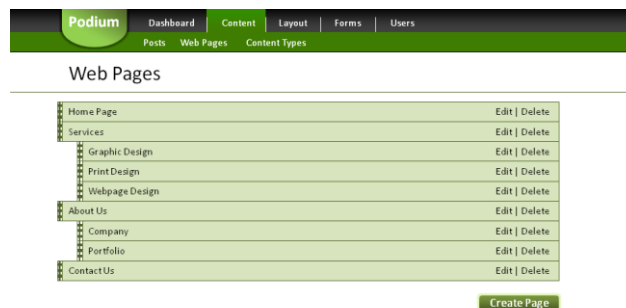 Podium Dashboard Content Layout Forms Users
Posts Web Pages Content Types
Web Pages
Home Page Edit | Delete
Services Edit | Delete
Graphic Design Edit | Delete
Print Design Edit | Delete
Webpage Design Edit | Delete
About Us Edit | Delete
Company Edit | Delete
Portfolio Edit | Delete
Contact Us Edit | Delete
Create Page